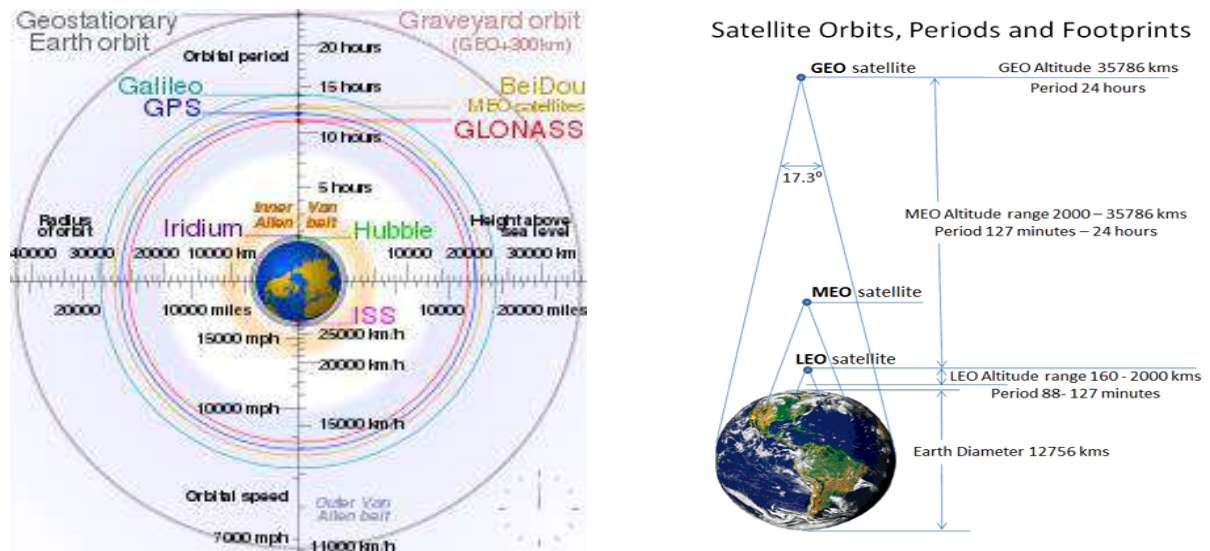 Geostationary
Earth orbit
Graveyard orbit
(GEO+300km)
Orbital period
20 hours
Galileo
15 hours
BeiDou
MEO satellites
GPS
GLONASS
10 hours
5 hours
Inner Van
Allen belt
Radius
of orbit
Iridium
Hubble
Height above
sea level
40000 30000 20000 10000 km
10000 20000 30000 km
20000 10000 miles
10000 20000 miles
ISS
15000 mph
25000 km/h
20000 km/h
10000 mph
15000 km/h
Orbital speed
Outer Van
Allen belt
7000 mph
11000 km/h
Satellite Orbits, Periods and Footprints
GEO satellite
GEO Altitude 35786 kms
Period 24 hours
17.3⁰
MEO Altitude range 2000 – 35786 kms
Period 127 minutes – 24 hours
MEO satellite
LEO satellite
LEO Altitude range 160 - 2000 kms
Period 88- 127 minutes
Earth Diameter 12756 kms